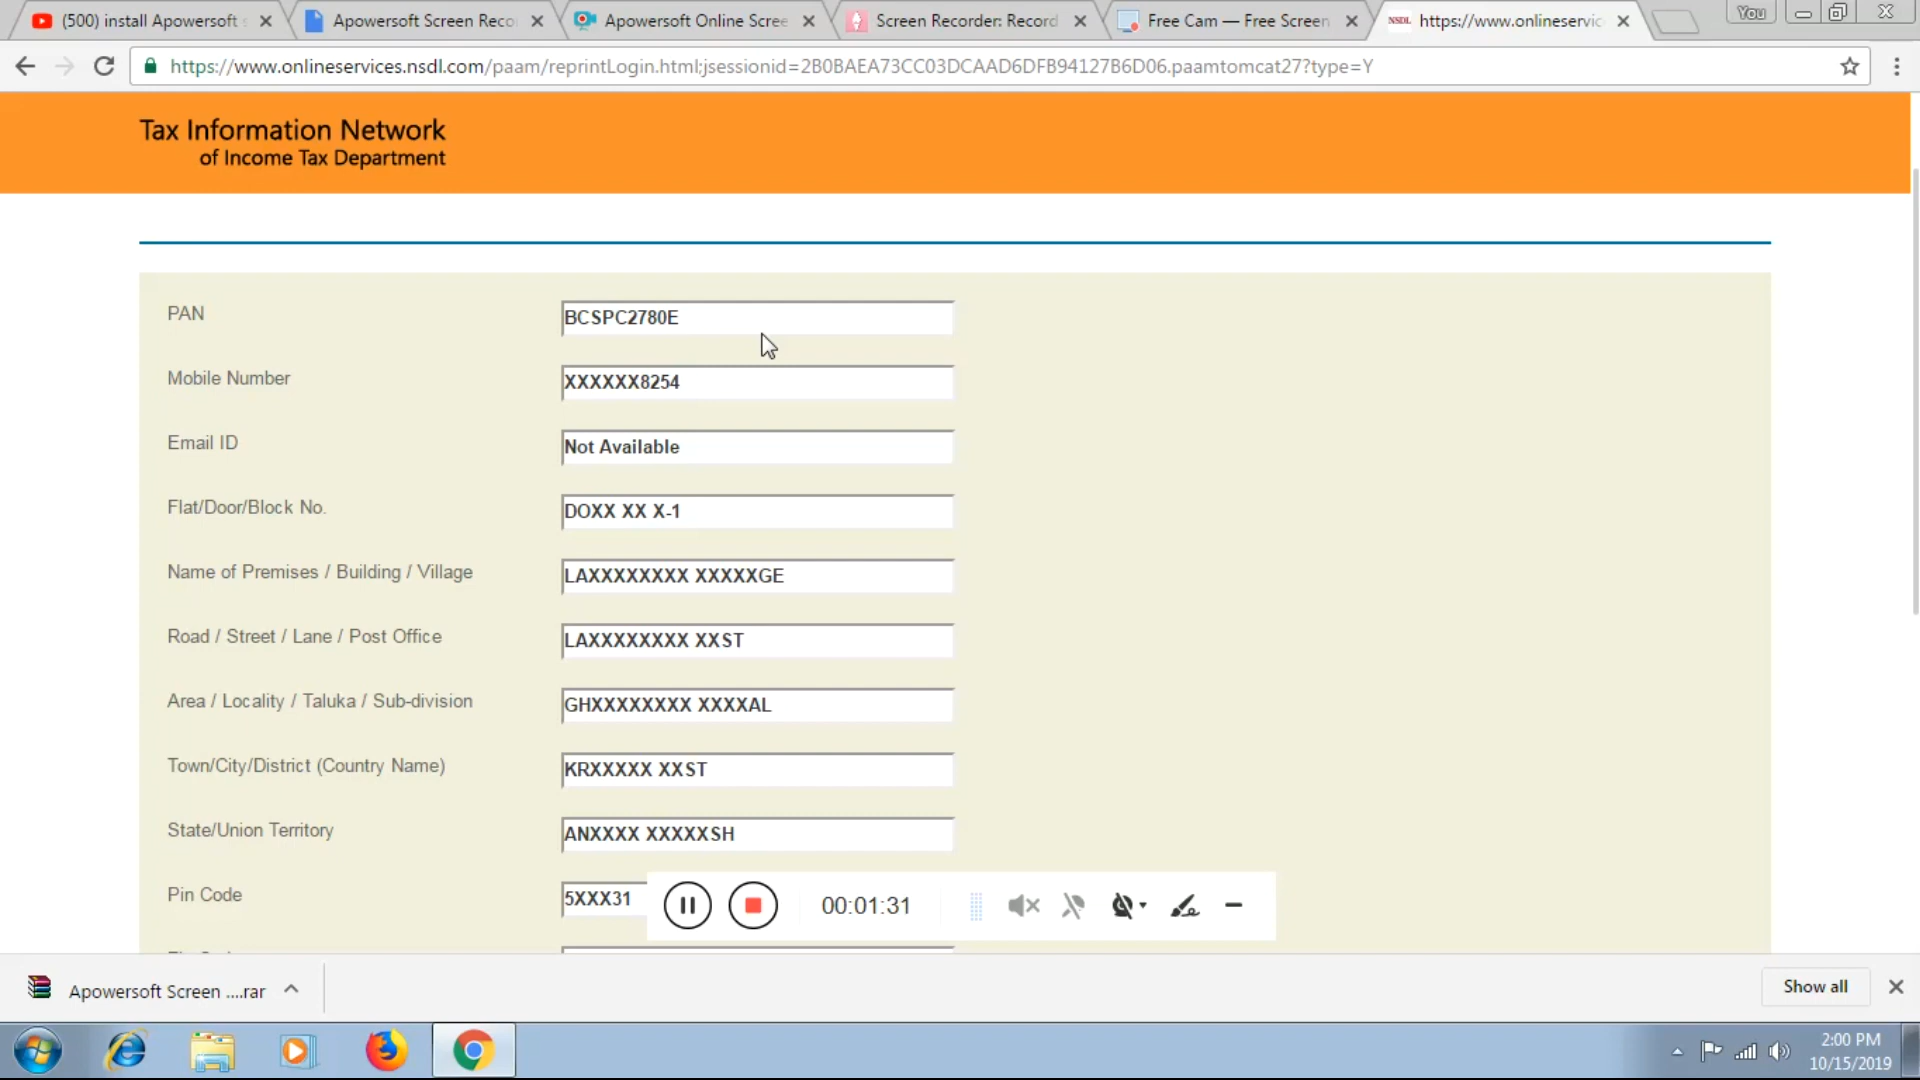 (500) install Apowersoft s
Apowersoft Screen Reco
Apowersoft Online Scree
Screen Recorder: Record
Free Cam — Free Screen
NSDL https://www.onlineservic
You
https://www.onlineservices.nsdl.com/paam/reprintLogin.html;jsessionid=2B0BAEA73CC03DCAAD6DFB94127B6D06.paamtomcat27?type=Y
Tax Information Network
of Income Tax Department
PAN BCSPC2780E
Mobile Number XXXXXX8254
Email ID Not Available
Flat/Door/Block No. DOXX XX X-1
Name of Premises / Building / Village LAXXXXXXXX XXXXXGE
Road / Street / Lane / Post Office LAXXXXXXXX XXST
Area / Locality / Taluka / Sub-division GHXXXXXXXX XXXXAL
Town/City/District (Country Name) KRXXXXX XXST
State/Union Territory ANXXXX XXXXXSH
Pin Code 5XXX31
00:01:31
Apowersoft Screen ....rar
Show all
2:00 PM
10/15/2019